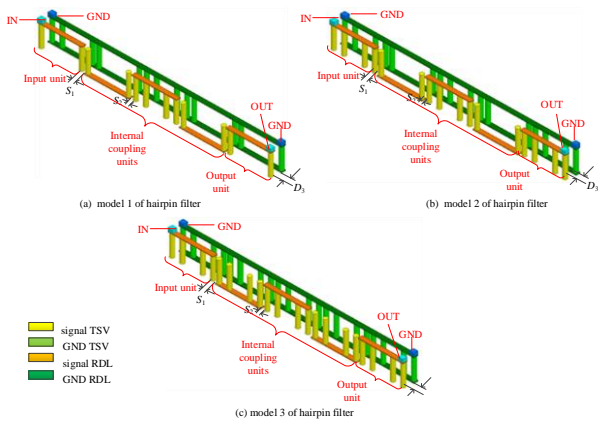 IN
GND
Input unit
S1
S2
Internal
coupling
units
Output
unit
OUT
GND
D3
(a) model 1 of hairpin filter
IN
GND
Input unit
S1
S2
Internal
coupling
units
Output
unit
OUT
GND
D3
(b) model 2 of hairpin filter
IN
GND
Input unit
S1
S2
Internal
coupling
units
Output
unit
OUT
GND
signal TSV
GND TSV
signal RDL
GND RDL
(c) model 3 of hairpin filter